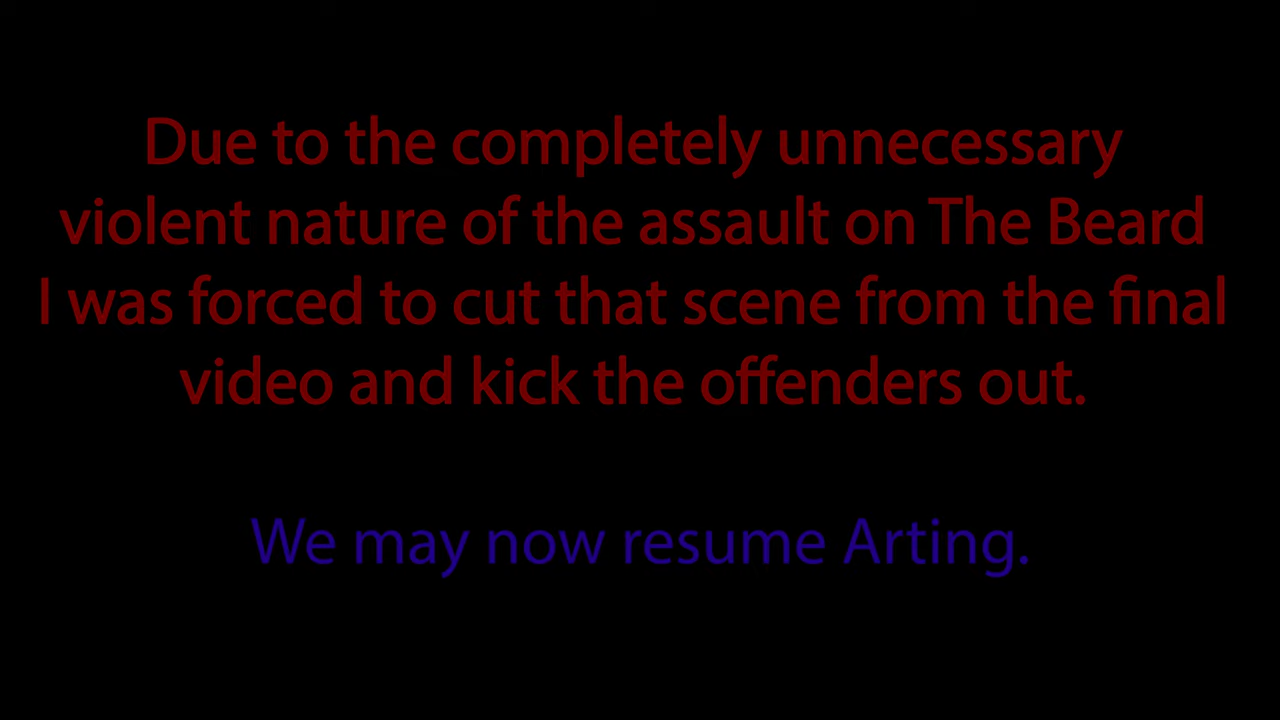 Due to the completely unnecessary
violent nature of the assault on The Beard
I was forced to cut that scene from the final
video and kick the offenders out.
We may now resume Arting.